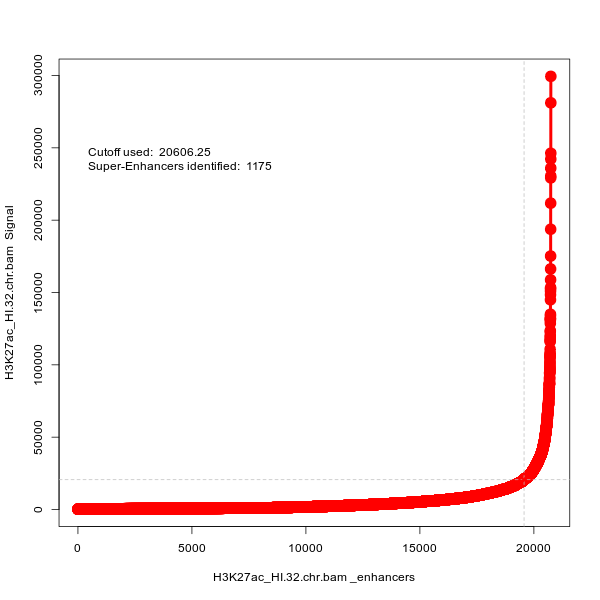 300000
250000
200000
150000
100000
50000
0
H3K27ac_HI.32.chr.bam Signal
Cutoff used: 20606.25
Super-Enhancers identified: 1175
0 5000 10000 15000 20000
H3K27ac_HI.32.chr.bam _enhancers